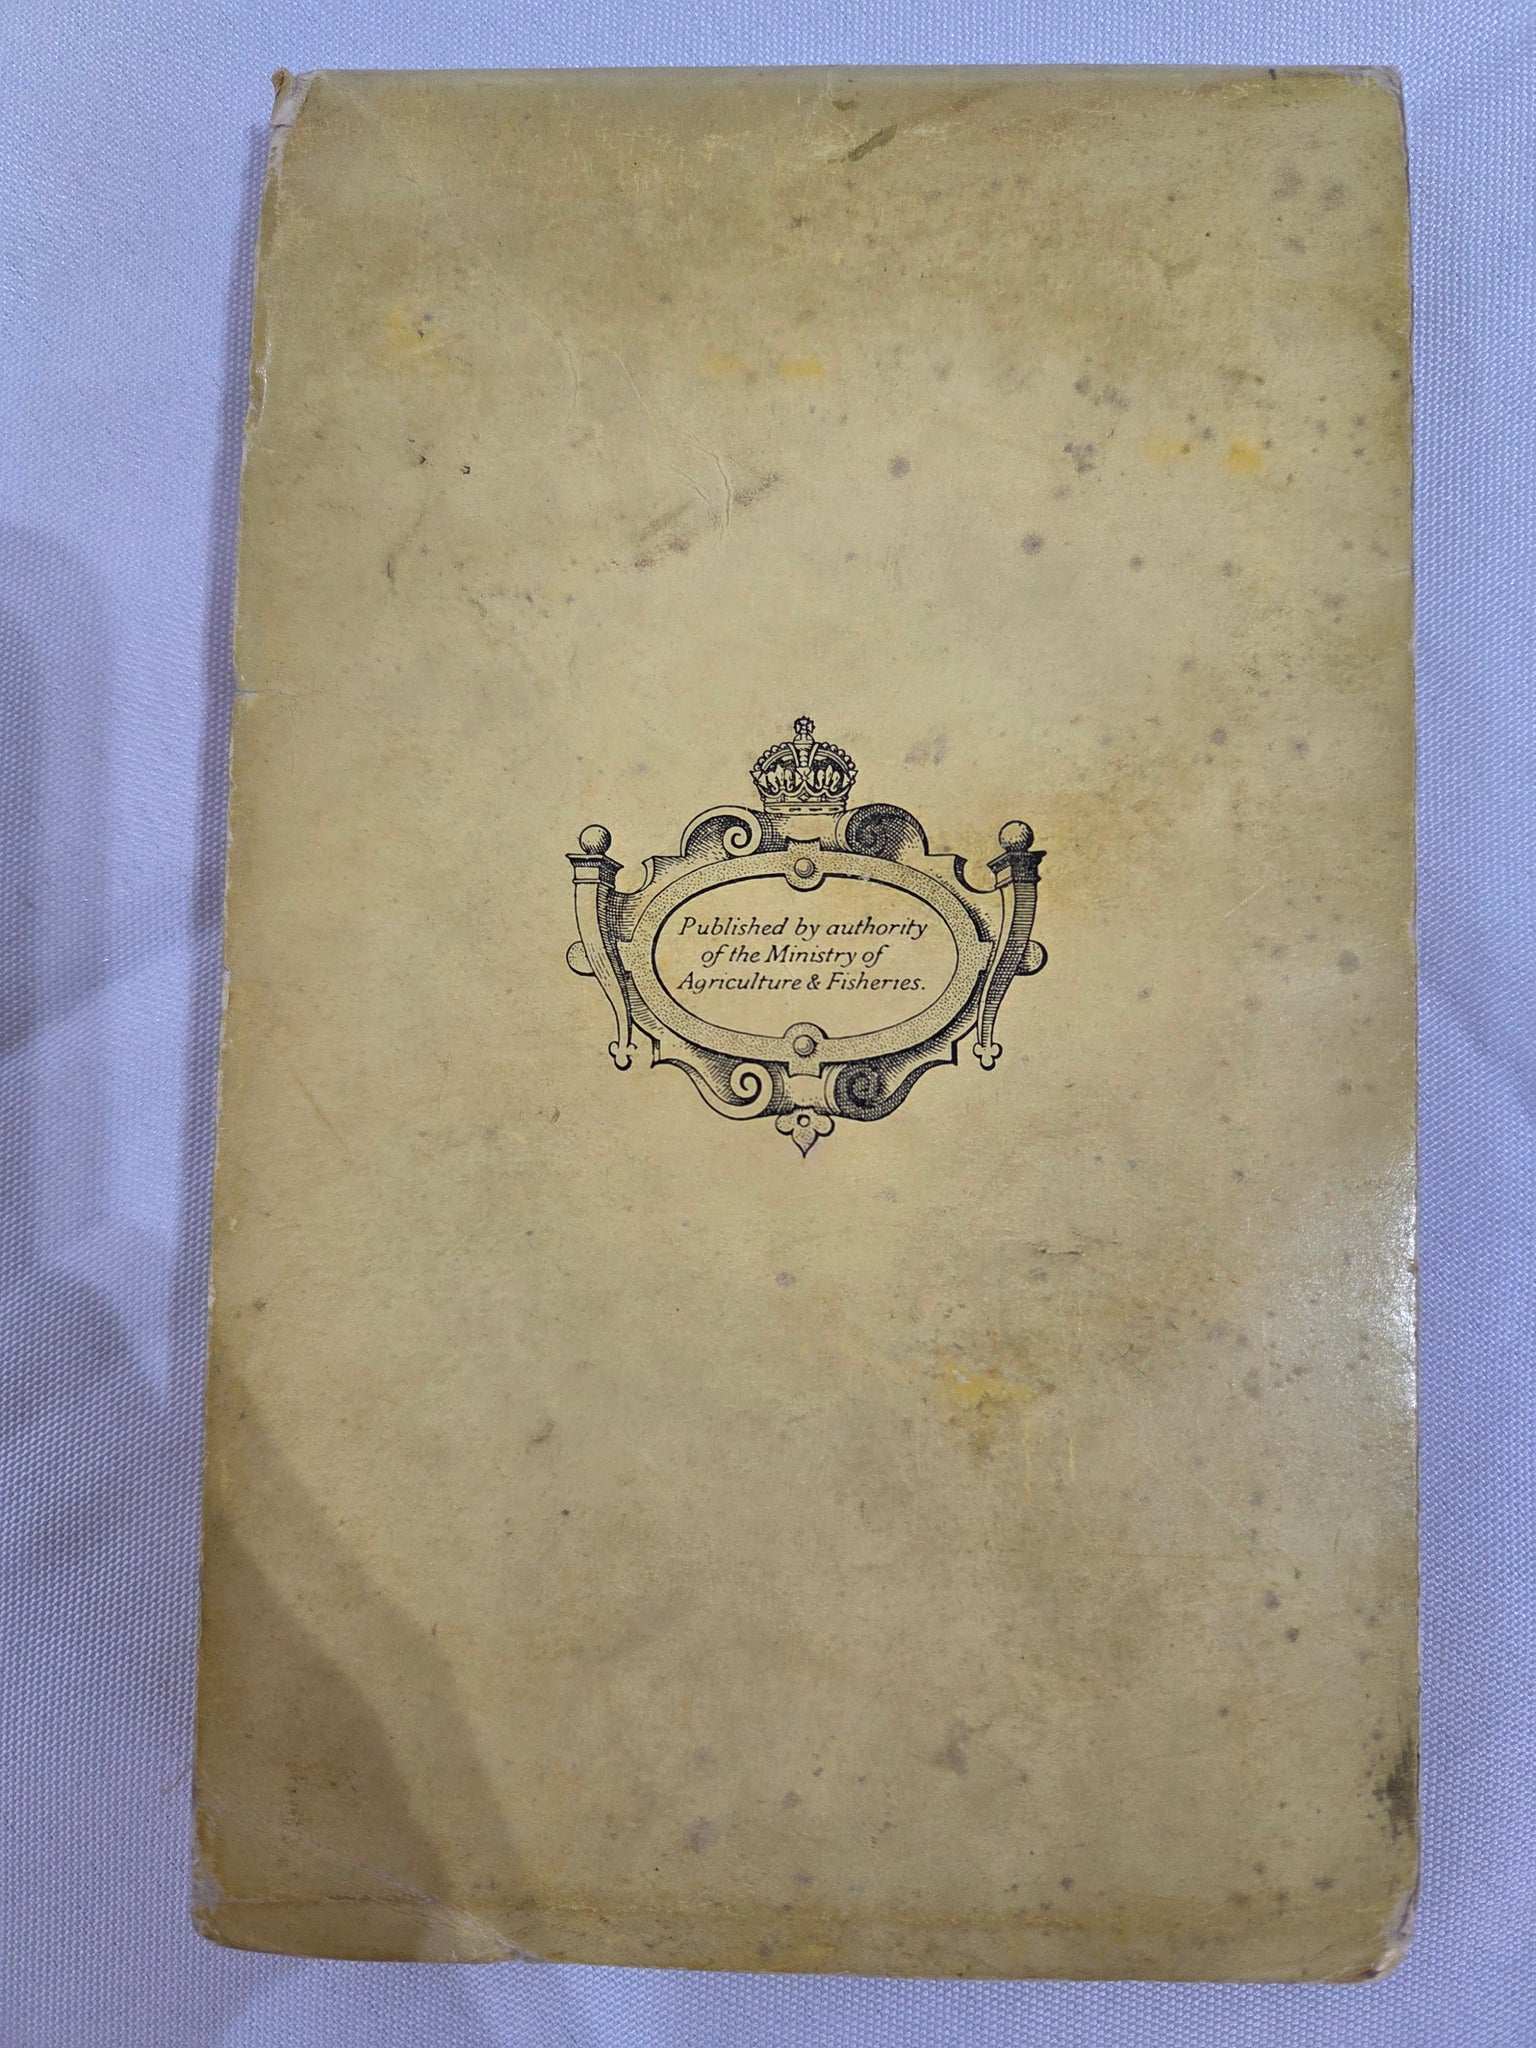 Published by authority
of the Ministry of
Agriculture & Fisheries.